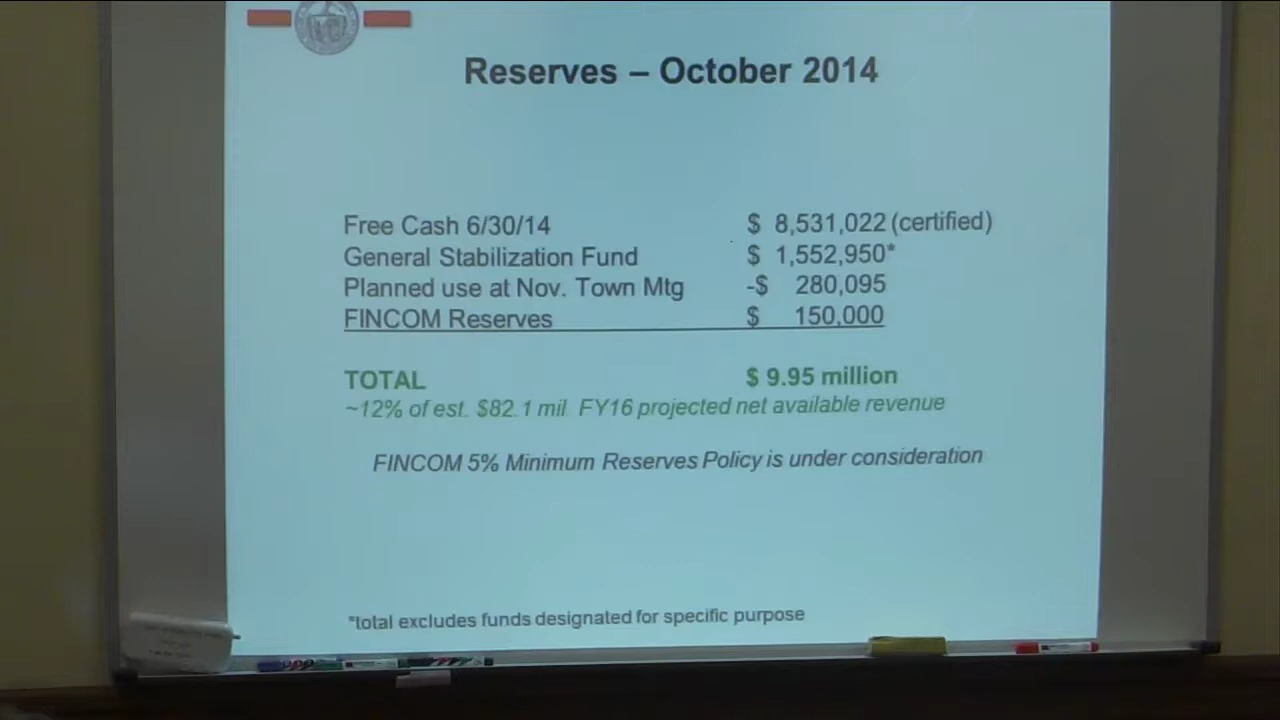 Reserves – October 2014
Free Cash 6/30/14 $ 8,531,022 (certified)
General Stabilization Fund $ 1,552,950*
Planned use at Nov. Town Mtg -$ 280,095
FINCOM Reserves $ 150,000
TOTAL $ 9.95 million
~12% of est. $82.1 mil FY16 projected net available revenue
FINCOM 5% Minimum Reserves Policy is under consideration
*total excludes funds designated for specific purpose